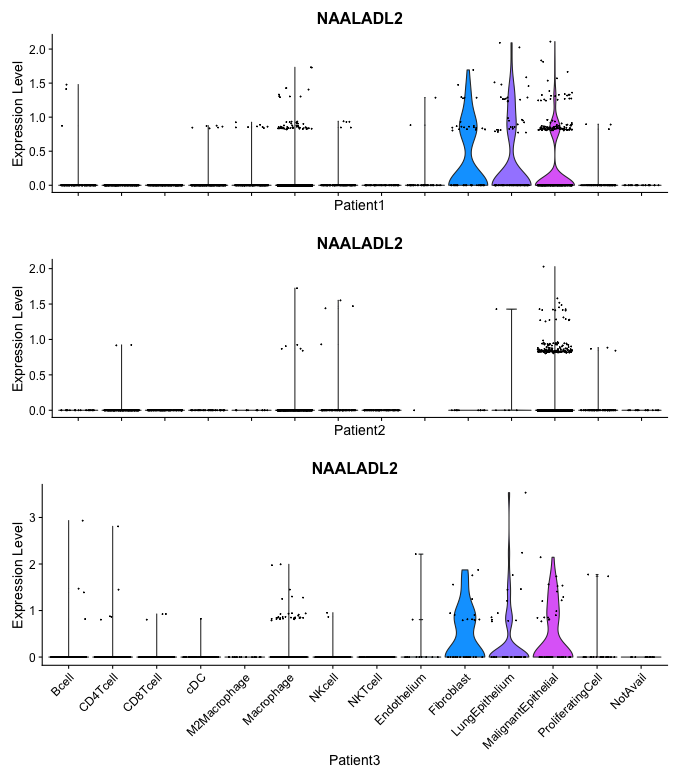 NAALADL2
Expression Level
2.0
1.5
1.0
0.5
0.0
Patient1
NAALADL2
Expression Level
2.0
1.5
1.0
0.5
0.0
Patient2
NAALADL2
Expression Level
3
2
1
0
Bcell
CD4Tcell
CD8Tcell
cDC
M2Macrophage
Macrophage
NKcell
NKTcell
Endothelium
Fibroblast
LungEpithelium
MalignantEpithelial
ProliferatingCell
NotAvail
Patient3